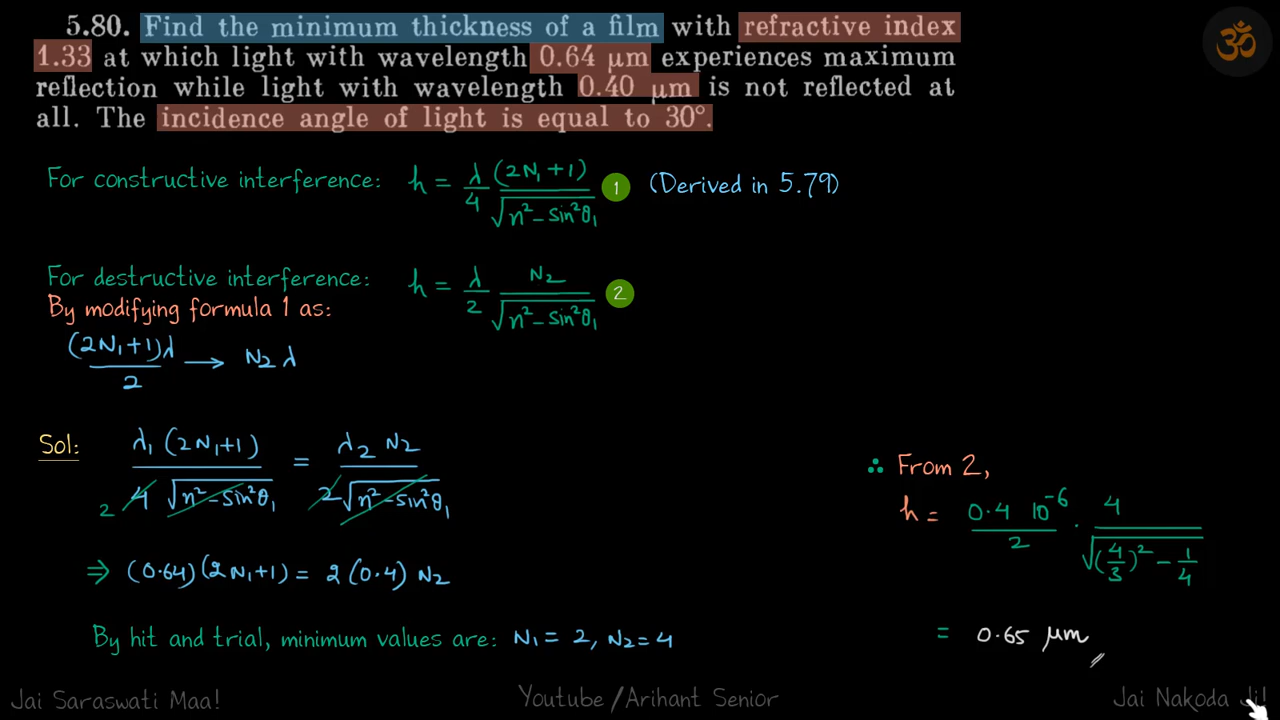 5.80. Find the minimum thickness of a film with refractive index
1.33 at which light with wavelength 0.64 μm experiences maximum
reflection while light with wavelength 0.40 μm is not reflected at
all. The incidence angle of light is equal to 30°.
ॐ
For constructive interference: h = λ/4 (2N₁+1)/√(n²-sin²θ₁) 1 (Derived in 5.79)
For destructive interference: h = λ/2 N₂/√(n²-sin²θ₁) 2
By modifying formula 1 as:
(2N₁+1)λ/2 → N₂ λ
Sol: λ₁ (2N₁+1)/4 √(n²-sin²θ₁) = λ₂ N₂/2√(n²-sin²θ₁)
2
⇒ (0.64)(2N₁+1) = 2(0.4) N₂
By hit and trial, minimum values are: N₁ = 2, N₂ = 4
∴ From 2,
h = 0.4 10⁻⁶/2 · 4/√((4/3)² - 1/4)
= 0.65 μm
Jai Saraswati Maa!
Youtube /Arihant Senior
Jai Nakoda Ji!